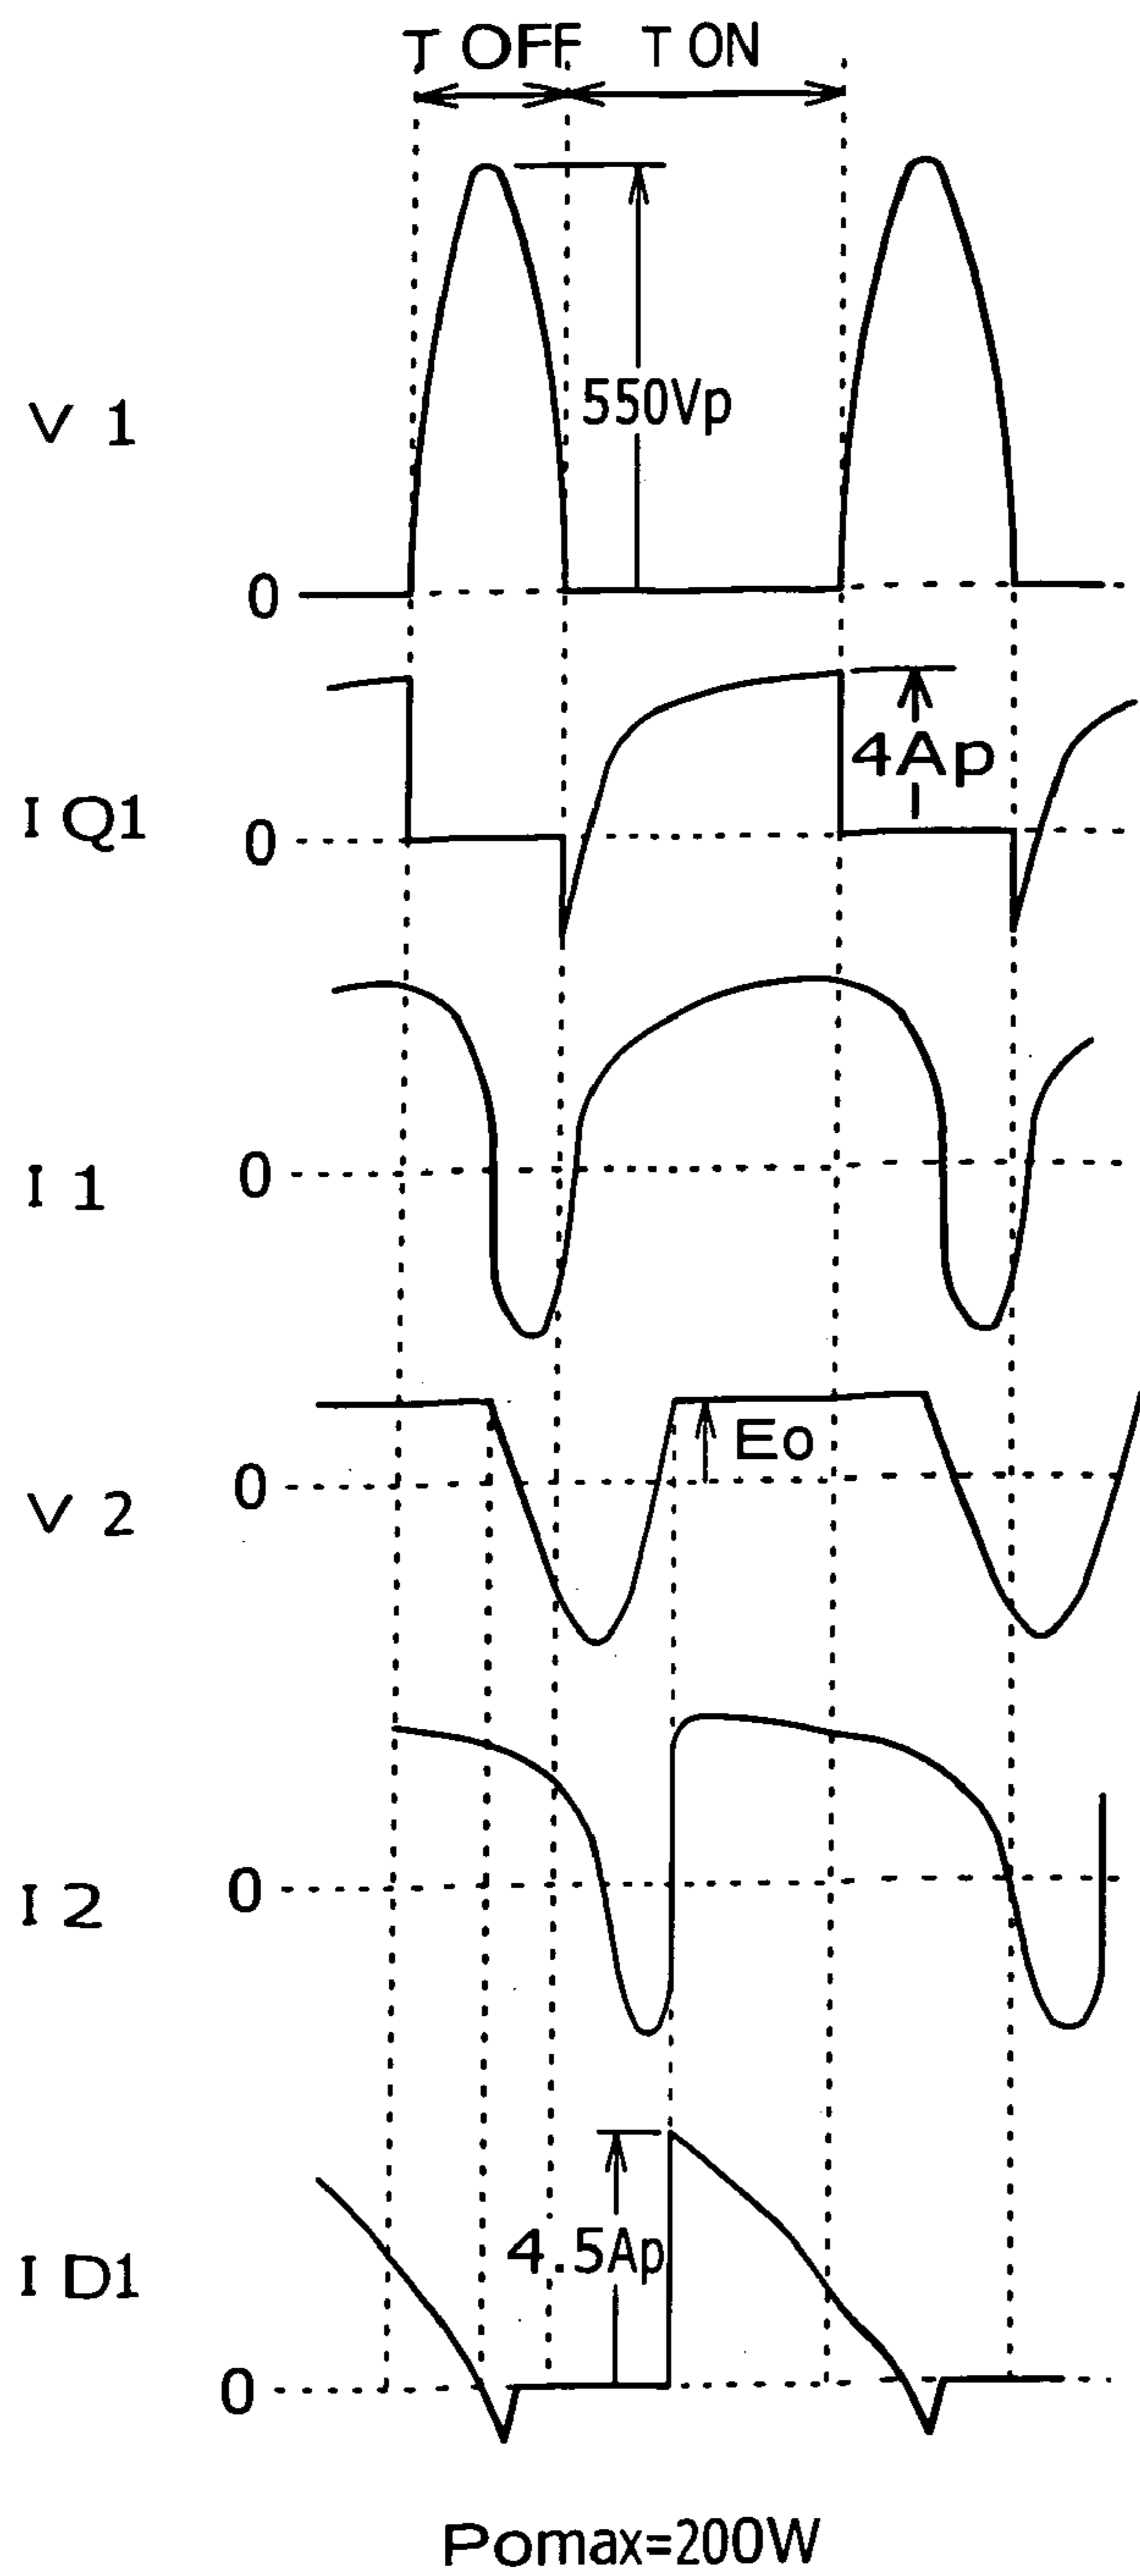 T OFF T ON
550Vp
V 1
0
4Ap
I Q1
0
I 1
0
Eo
V 2
0
I 2
0
4.5Ap
I D1
0
Pomax=200W